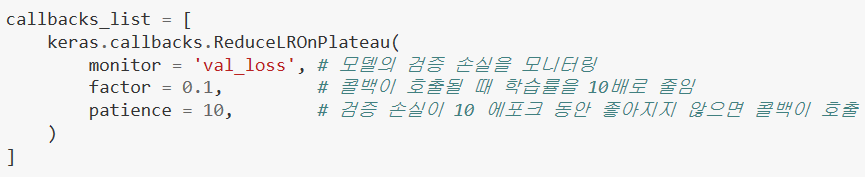 callbacks_list = [
    keras.callbacks.ReduceLROnPlateau(
        monitor = 'val_loss', # 모델의 검증 손실을 모니터링
        factor = 0.1,         # 콜백이 호출될 때 학습률을 10배로 줄임
        patience = 10,        # 검증 손실이 10 에포크 동안 좋아지지 않으면 콜백이 호출
    )
]